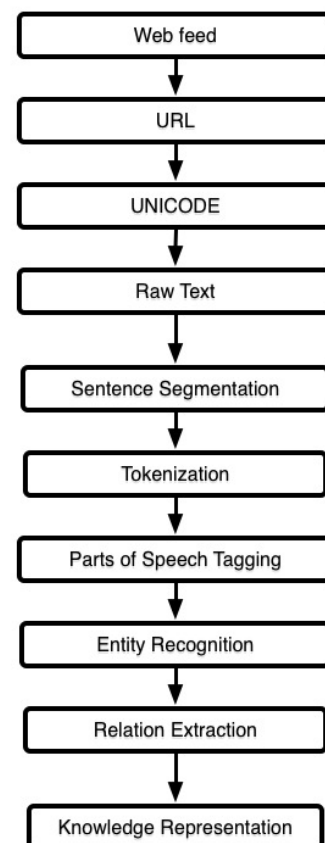 Web feed
URL
UNICODE
Raw Text
Sentence Segmentation
Tokenization
Parts of Speech Tagging
Entity Recognition
Relation Extraction
Knowledge Representation